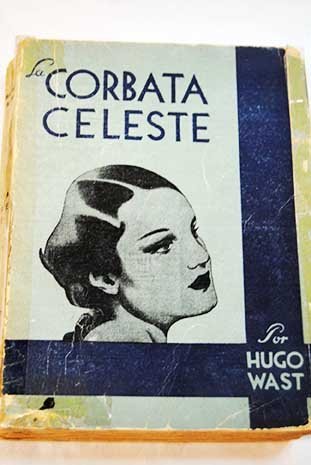 La
CORBATA
CELESTE
Por
HUGO
WAST